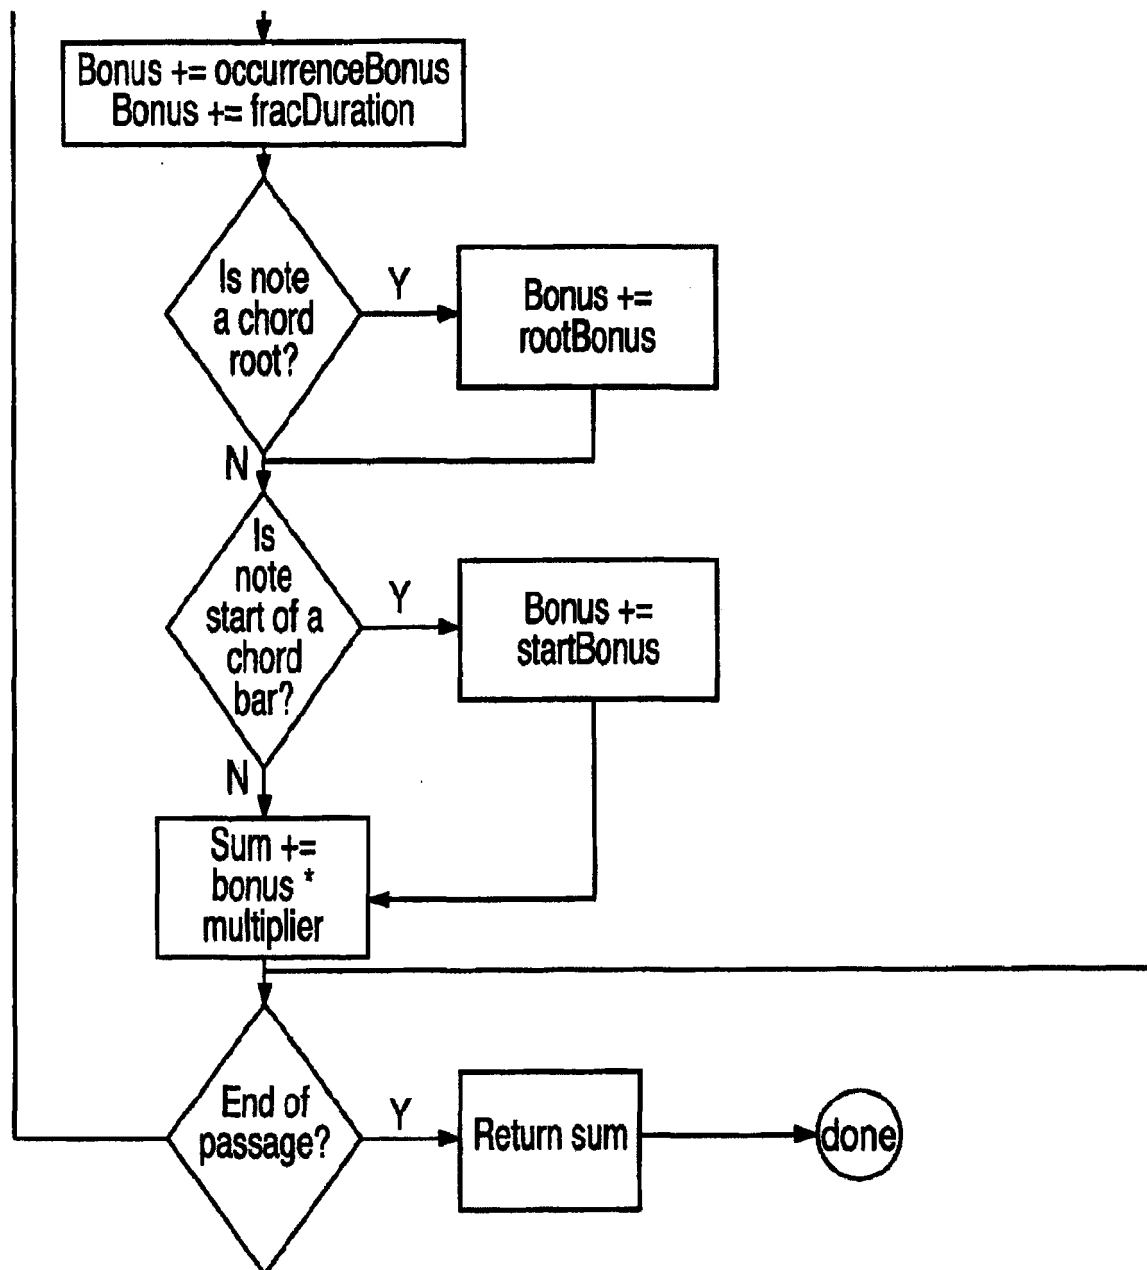 Bonus += occurrenceBonus
Bonus += fracDuration
Is note
a chord
root?
Y
Bonus +=
rootBonus
N
Is
note
start of a
chord
bar?
Y
Bonus +=
startBonus
N
Sum +=
bonus *
multiplier
End of
passage?
Y
Return sum
done